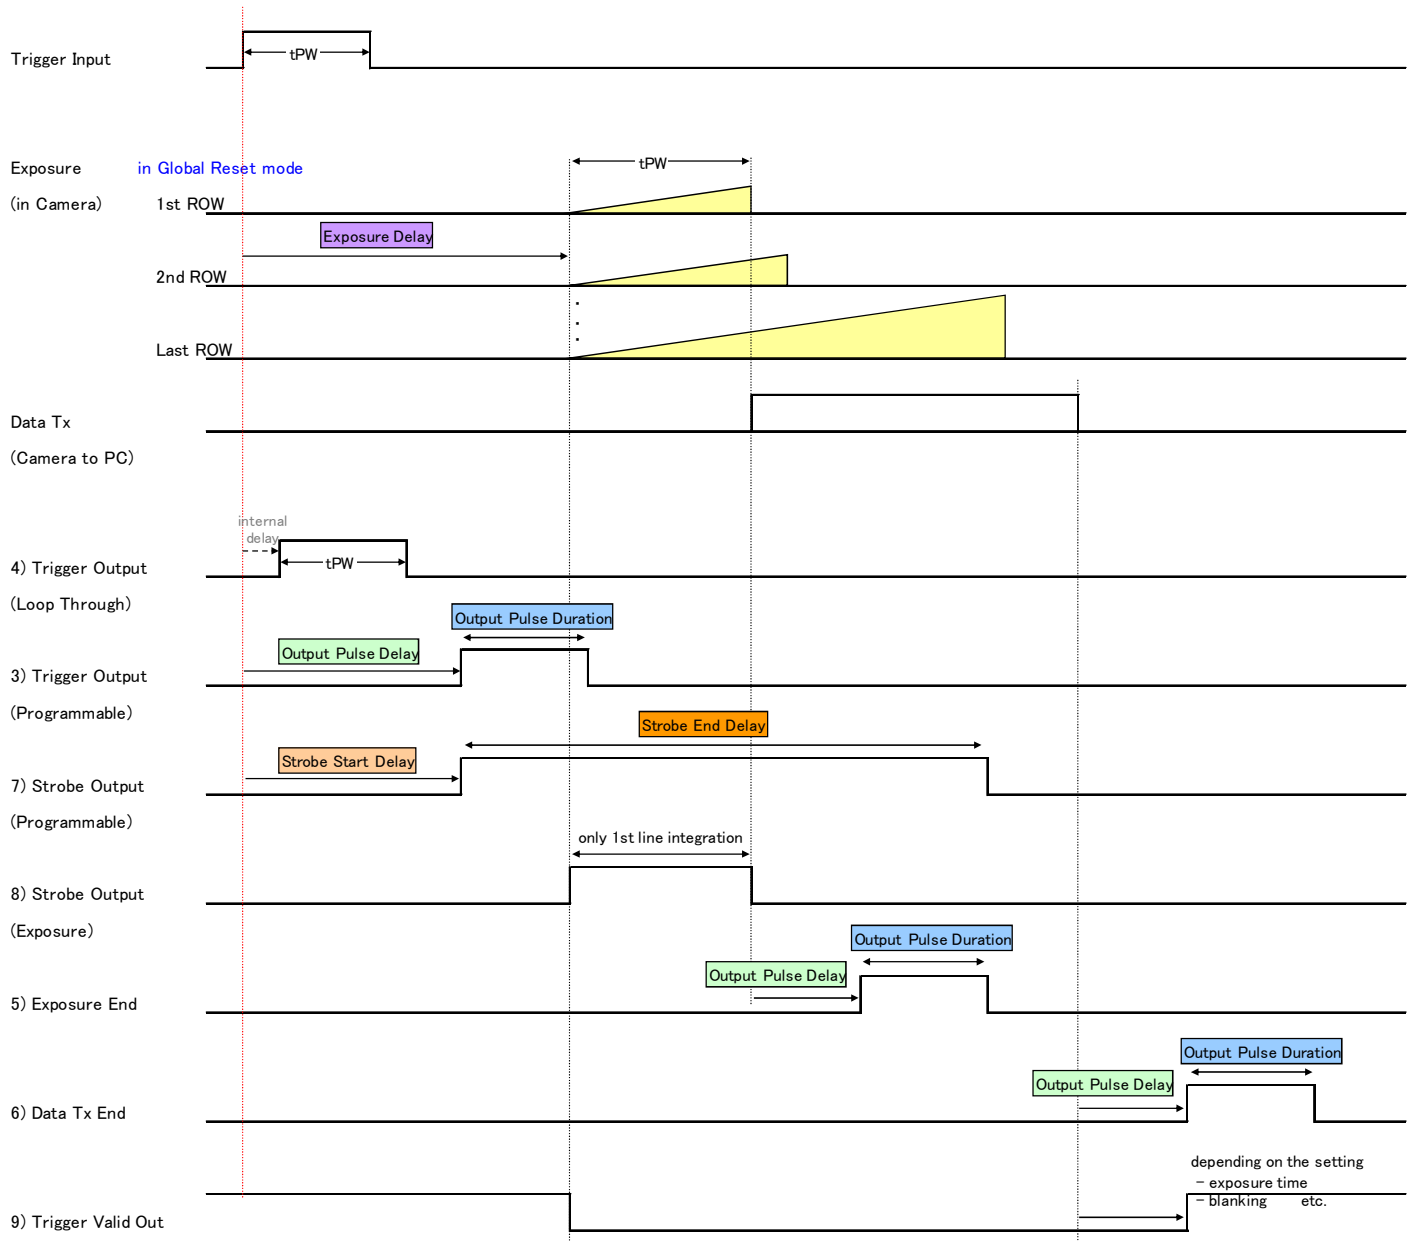 tPW
Trigger Input
Exposure in Global Reset mode
tPW
(in Camera) 1st ROW
Exposure Delay
2nd ROW
Last ROW
Data Tx
(Camera to PC)
internal
delay
tPW
4) Trigger Output
(Loop Through)
Output Pulse Duration
Output Pulse Delay
3) Trigger Output
(Programmable)
Strobe End Delay
Strobe Start Delay
7) Strobe Output
(Programmable)
only 1st line integration
8) Strobe Output
(Exposure)
Output Pulse Duration
Output Pulse Delay
5) Exposure End
Output Pulse Duration
Output Pulse Delay
6) Data Tx End
depending on the setting
- exposure time
- blanking etc.
9) Trigger Valid Out